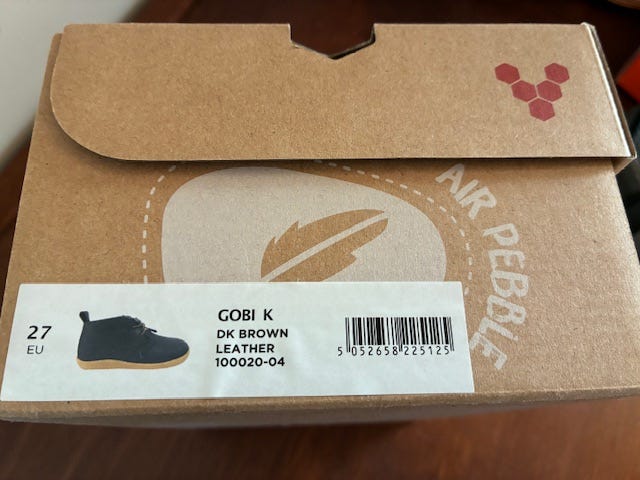 AIR PEBBLE
27
EU
GOBI K
DK BROWN
LEATHER
100020-04
5 052658 225125